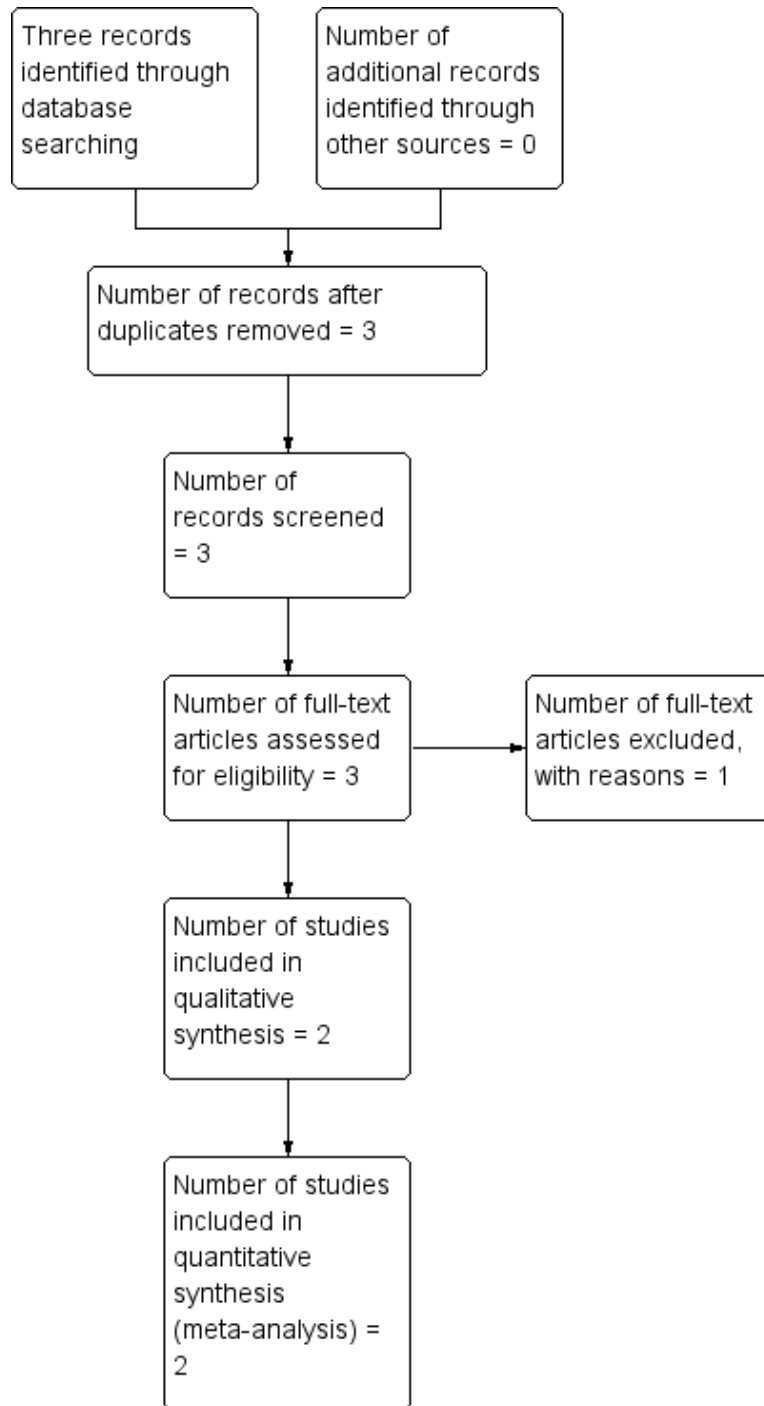 Three records
identified through
database
searching
Number of
additional records
identified through
other sources = 0
Number of records after
duplicates removed = 3
Number of
records screened
= 3
Number of full-text
articles assessed
for eligibility = 3
Number of full-text
articles excluded,
with reasons = 1
Number of studies
included in
qualitative
synthesis = 2
Number of studies
included in
quantitative
synthesis
(meta-analysis) =
2